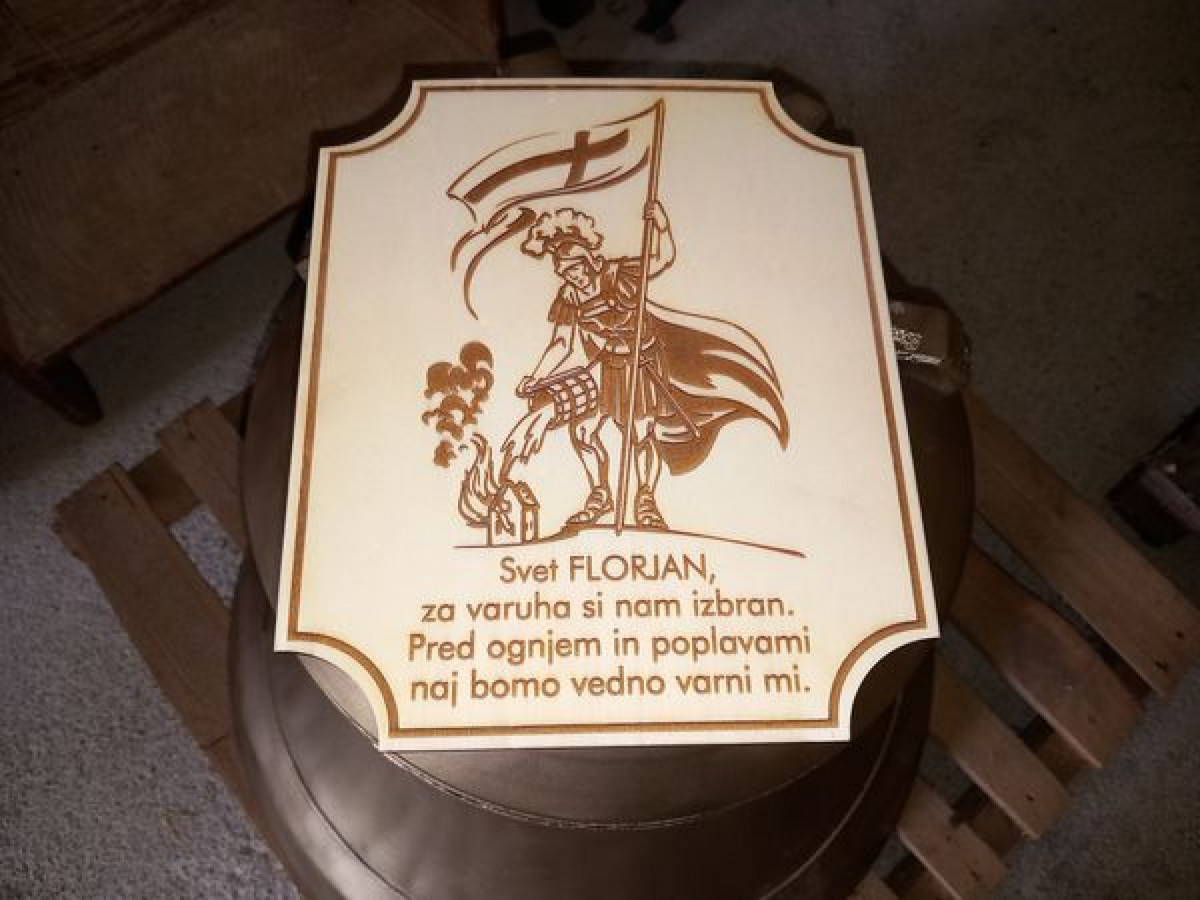 Svet FLORJAN,
za varuha si nam izbran.
Pred ognjem in poplavami
naj bomo vedno varni mi.